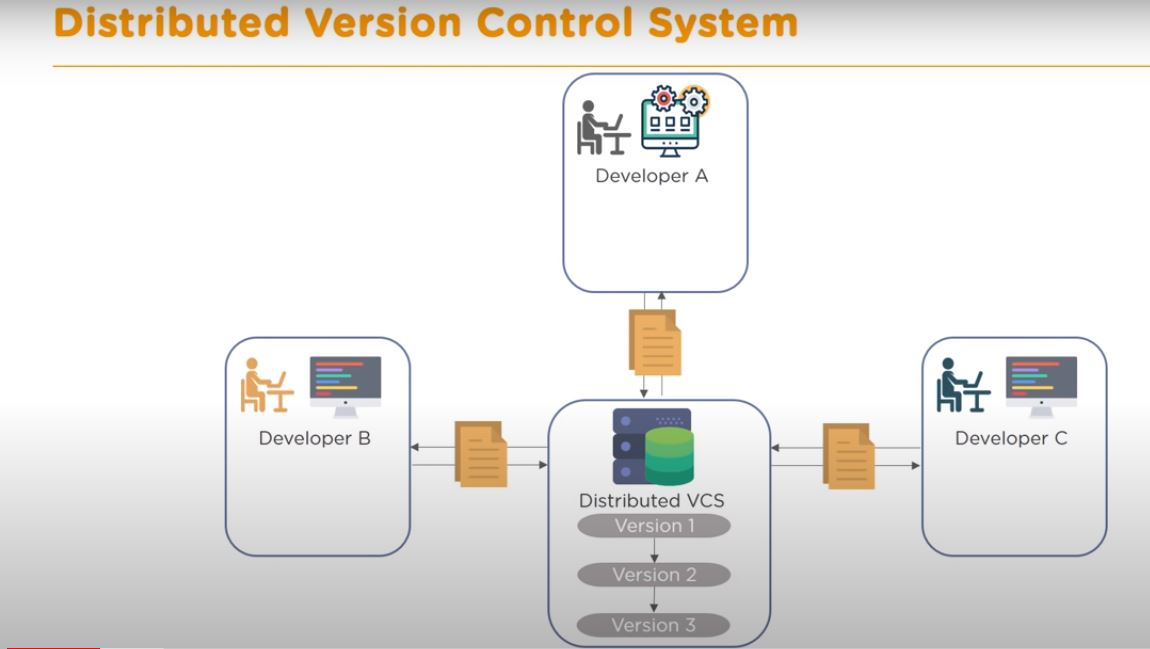 Distributed Version Control System
Developer A
Developer B
Developer C
Distributed VCS
Version 1
Version 2
Version 3